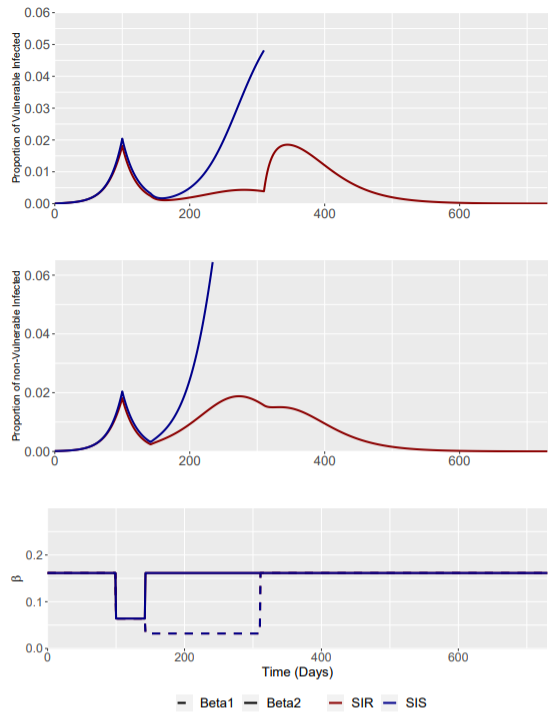 Proportion of Vulnerable Infected
0.06
0.05
0.04
0.03
0.02
0.01
0.00
0 200 400 600
Proportion of non-Vulnerable Infected
0.06
0.04
0.02
0.00
0 200 400 600
β
0.2
0.1
0.0
0 200 400 600
Time (Days)
Beta1 Beta2 SIR SIS